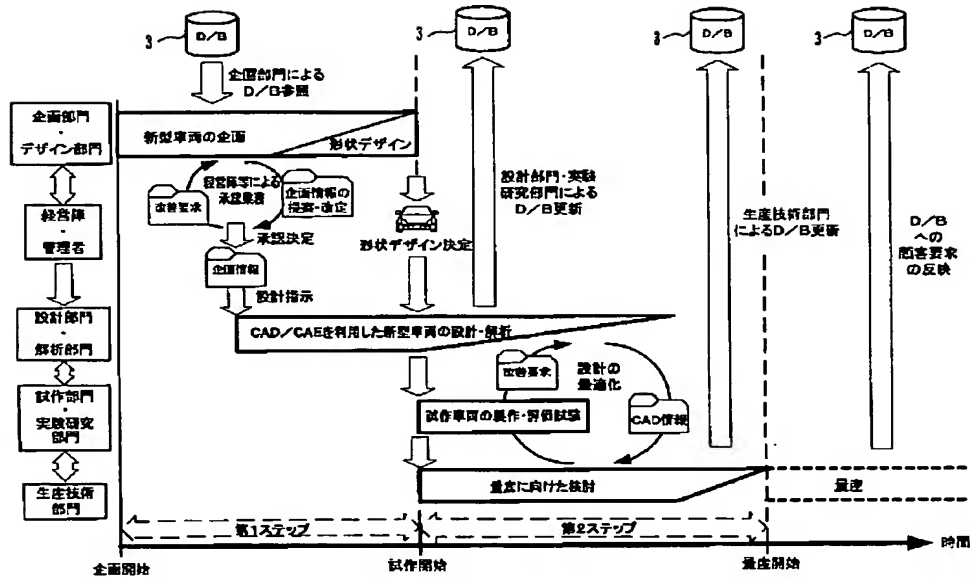 3
D/B
3
D/B
3
D/B
3
D/B
企画部門による
D/B参照
企画部門
・
デザイン部門
新型車両の企画
形状デザイン
経営陣等による
承認業務
改善要求
企画情報の
提案・改定
設計部門・実験
研究部門による
D/B更新
生産技術部門
によるD/B更新
D/B
への
顧客要求
の反映
経営陣
・
管理者
承認決定
形状デザイン決定
企画情報
設計指示
設計部門
・
解析部門
CAD/CAEを利用した新型車両の設計・解析
改善要求
設計の
最適化
試作部門
・
実験研究
部門
試作車両の製作・評価試験
CAD情報
生産技術
部門
量産に向けた検討
量産
第1ステップ
第2ステップ
時間
企画開始
試作開始
量産開始